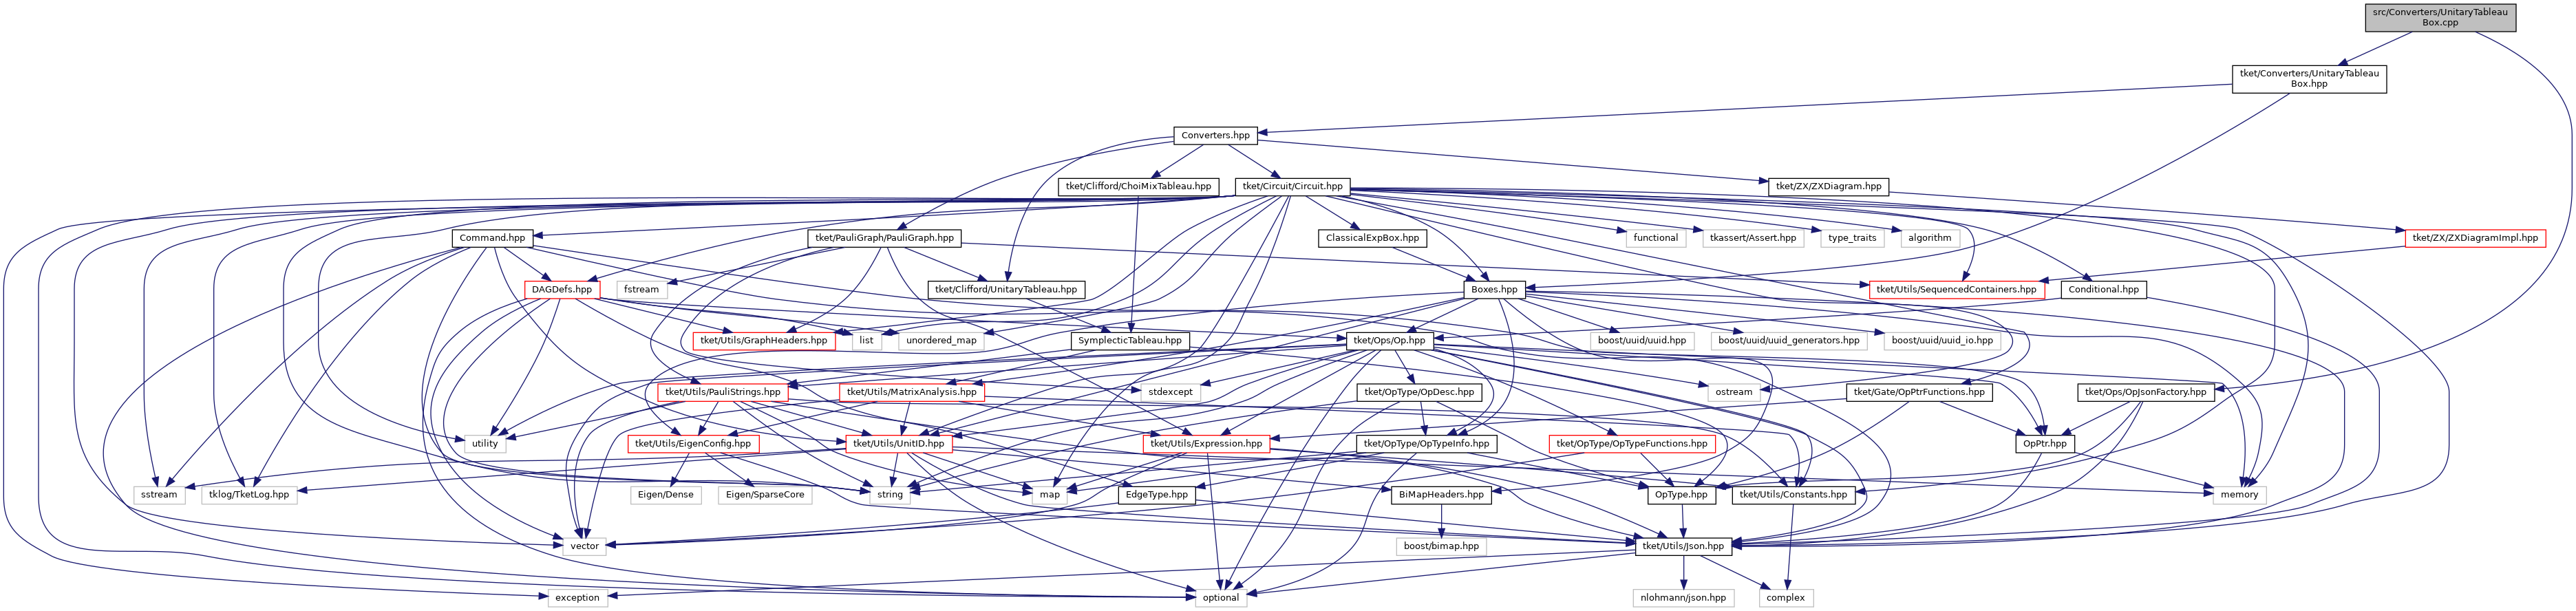 src/Converters/UnitaryTableau
Box.cpp
tket/Converters/UnitaryTableau
Box.hpp
Converters.hpp
tket/Clifford/ChoiMixTableau.hpp
tket/Circuit/Circuit.hpp
tket/ZX/ZXDiagram.hpp
Command.hpp
tket/PauliGraph/PauliGraph.hpp
ClassicalExpBox.hpp
functional
tkassert/Assert.hpp
type_traits
algorithm
tket/ZX/ZXDiagramImpl.hpp
DAGDefs.hpp
fstream
tket/Clifford/UnitaryTableau.hpp
Boxes.hpp
tket/Utils/SequencedContainers.hpp
Conditional.hpp
tket/Utils/GraphHeaders.hpp
list
unordered_map
SymplecticTableau.hpp
tket/Ops/Op.hpp
boost/uuid/uuid.hpp
boost/uuid/uuid_generators.hpp
boost/uuid/uuid_io.hpp
tket/Utils/PauliStrings.hpp
tket/Utils/MatrixAnalysis.hpp
stdexcept
tket/OpType/OpDesc.hpp
ostream
tket/Gate/OpPtrFunctions.hpp
tket/Ops/OpJsonFactory.hpp
utility
tket/Utils/EigenConfig.hpp
tket/Utils/UnitID.hpp
tket/Utils/Expression.hpp
tket/OpType/OpTypeInfo.hpp
tket/OpType/OpTypeFunctions.hpp
OpPtr.hpp
sstream
tklog/TketLog.hpp
Eigen/Dense
Eigen/SparseCore
string
map
EdgeType.hpp
BiMapHeaders.hpp
OpType.hpp
tket/Utils/Constants.hpp
memory
vector
boost/bimap.hpp
tket/Utils/Json.hpp
exception
optional
nlohmann/json.hpp
complex